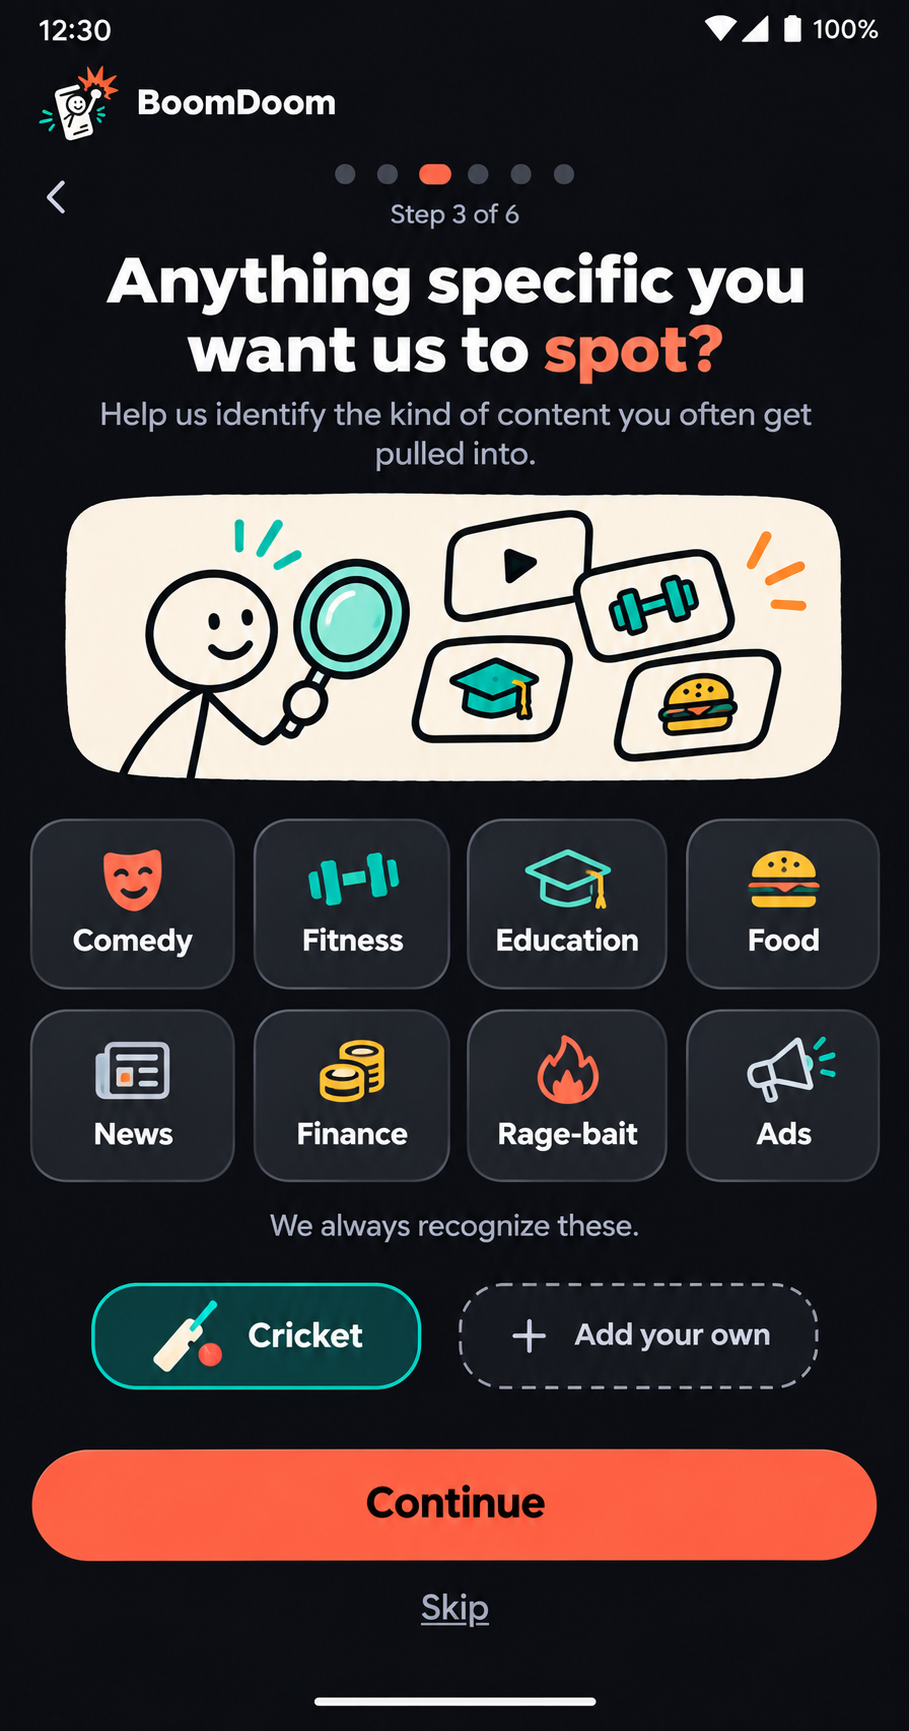 12:30
100%
BoomDoom
Step 3 of 6
Anything specific you
want us to spot?
Help us identify the kind of content you often get
pulled into.
Comedy
Fitness
Education
Food
News
Finance
Rage-bait
Ads
We always recognize these.
Cricket
Add your own
Continue
Skip